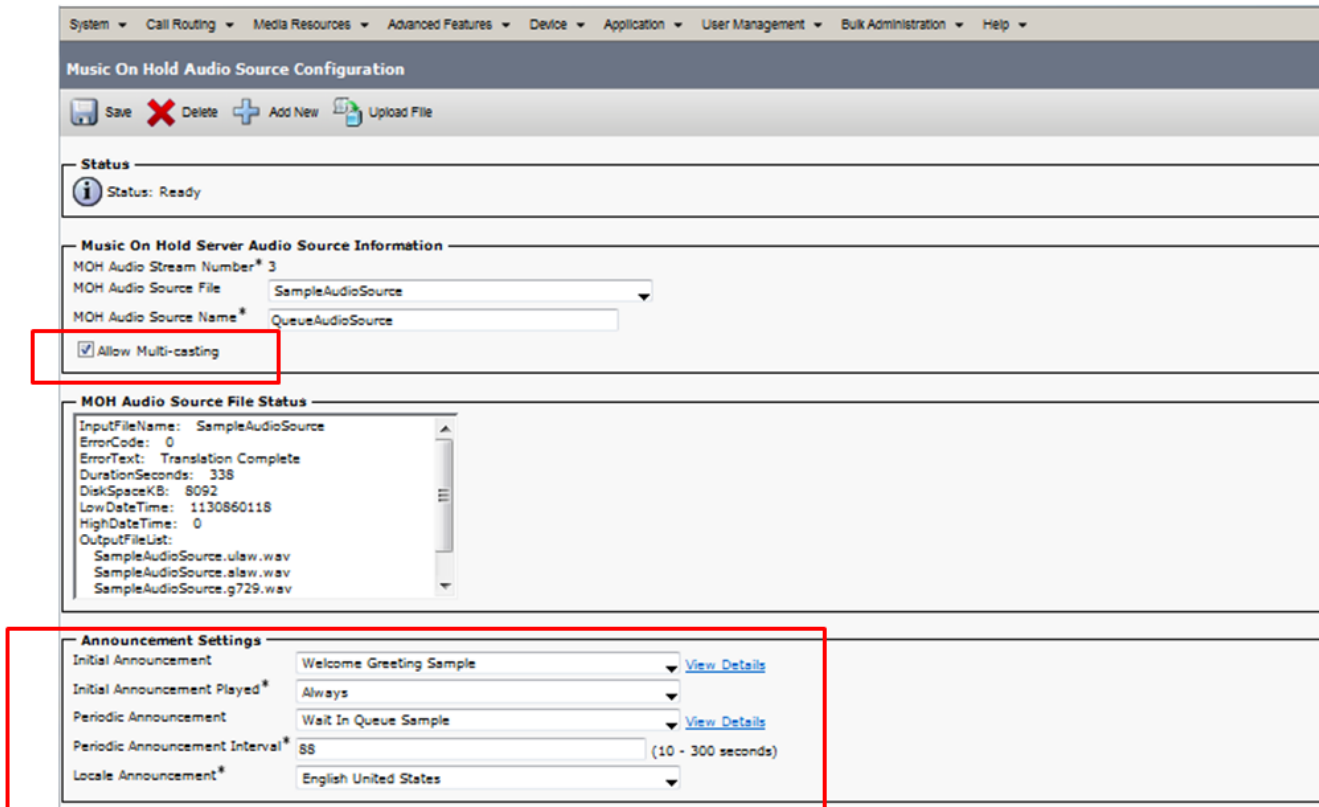 System Call Routing Media Resources Advanced Features Device Application User Management Bulk Administration Help
Music On Hold Audio Source Configuration
Save Delete Add New Upload File
Status
i Status: Ready
Music On Hold Server Audio Source Information
MOH Audio Stream Number* 3
MOH Audio Source File SampleAudioSource
MOH Audio Source Name* QueueAudioSource
Allow Multi-casting
MOH Audio Source File Status
InputFileName: SampleAudioSource
ErrorCode: 0
ErrorText: Translation Complete
DurationSeconds: 338
DiskSpaceKB: 8092
LowDateTime: 1130860118
HighDateTime: 0
OutputFileList:
SampleAudioSource.ulaw.wav
SampleAudioSource.alaw.wav
SampleAudioSource.g729.wav
Announcement Settings
Initial Announcement Welcome Greeting Sample View Details
Initial Announcement Played* Always
Periodic Announcement Wait In Queue Sample View Details
Periodic Announcement Interval* 88 (10 - 300 seconds)
Locale Announcement* English United States